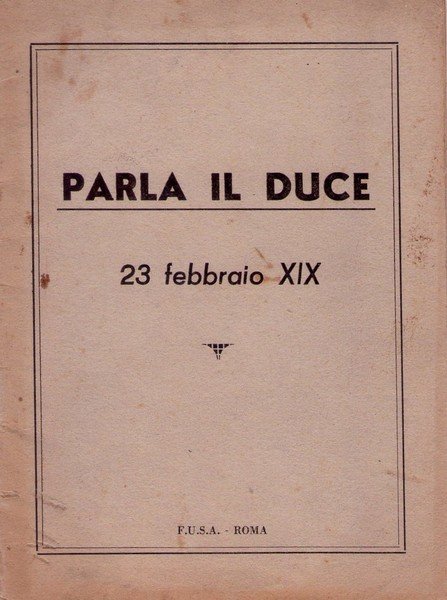 PARLA IL DUCE
23 febbraio XIX
F.U.S.A. - ROMA